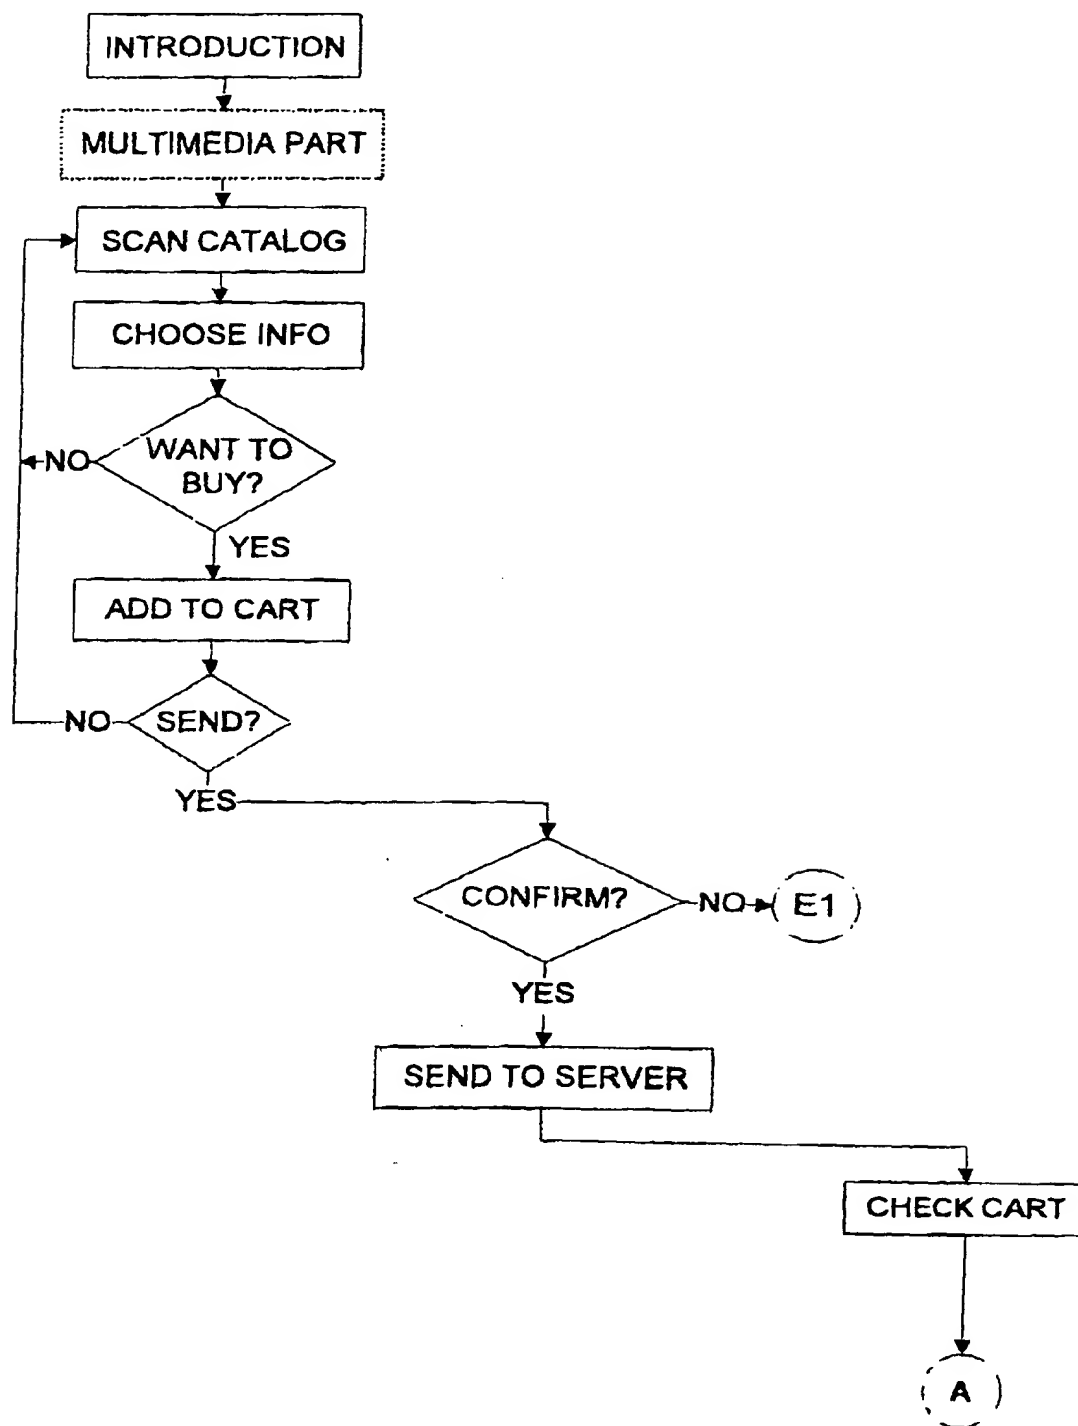 INTRODUCTION
MULTIMEDIA PART
SCAN CATALOG
CHOOSE INFO
WANT TO
BUY?
NO
YES
ADD TO CART
SEND?
NO
YES
CONFIRM?
NO
E1
YES
SEND TO SERVER
CHECK CART
A